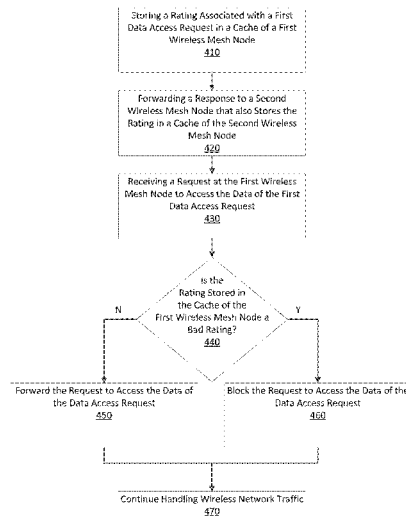 Storing a Rating Associated with a First
Data Access Request in a Cache of a First
Wireless Mesh Node
410
Forwarding a Response to a Second
Wireless Mesh Node that also Stores the
Rating in a Cache of the Second Wireless
Mesh Node
420
Receiving a Request at the First Wireless
Mesh Node to Access the Data of the First
Data Access Request
430
Is the
Rating Stored in
the Cache of the
First Wireless Mesh Node a
Bad Rating?
440
N
Y
Forward the Request to Access the Data of
the Data Access Request
450
Block the Request to Access the Data of the
Data Access Request
460
Continue Handling Wireless Network Traffic
470